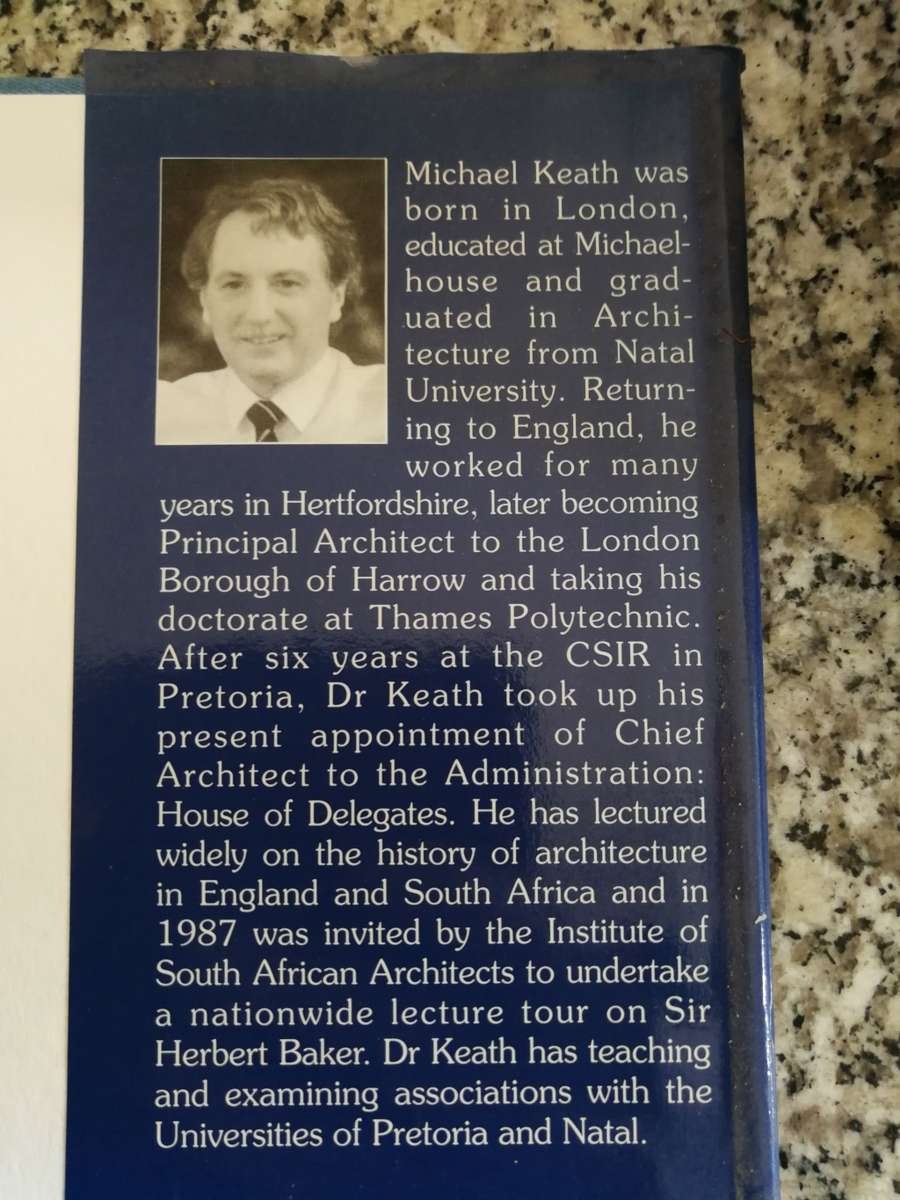 Michael Keath was
born in London,
educated at Michael-
house and grad-
uated in Archi-
tecture from Natal
University. Return-
ing to England, he
worked for many
years in Hertfordshire, later becoming
Principal Architect to the London
Borough of Harrow and taking his
doctorate at Thames Polytechnic.
After six years at the CSIR in
Pretoria, Dr Keath took up his
present appointment of Chief
Architect to the Administration:
House of Delegates. He has lectured
widely on the history of architecture
in England and South Africa and in
1987 was invited by the Institute of
South African Architects to undertake
a nationwide lecture tour on Sir
Herbert Baker. Dr Keath has teaching
and examining associations with the
Universities of Pretoria and Natal.